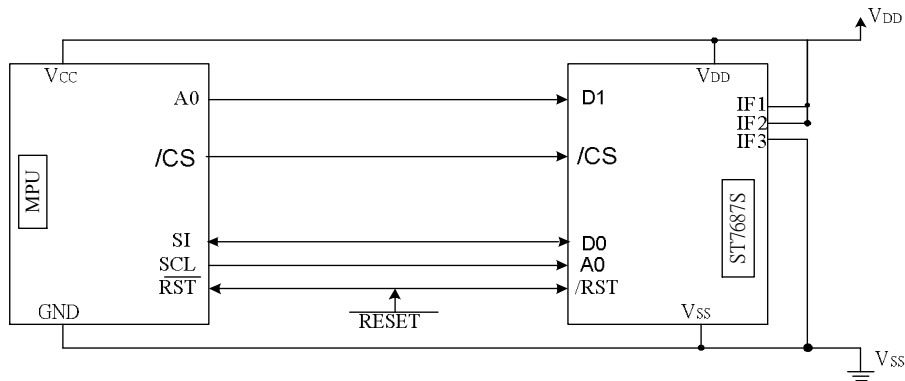 VDD
VCC
VDD
A0
D1
IF1
IF2
IF3
/CS
/CS
MPU
ST7687S
SI
D0
SCL
A0
RST
/RST
GND
RESET
VSS
VSS